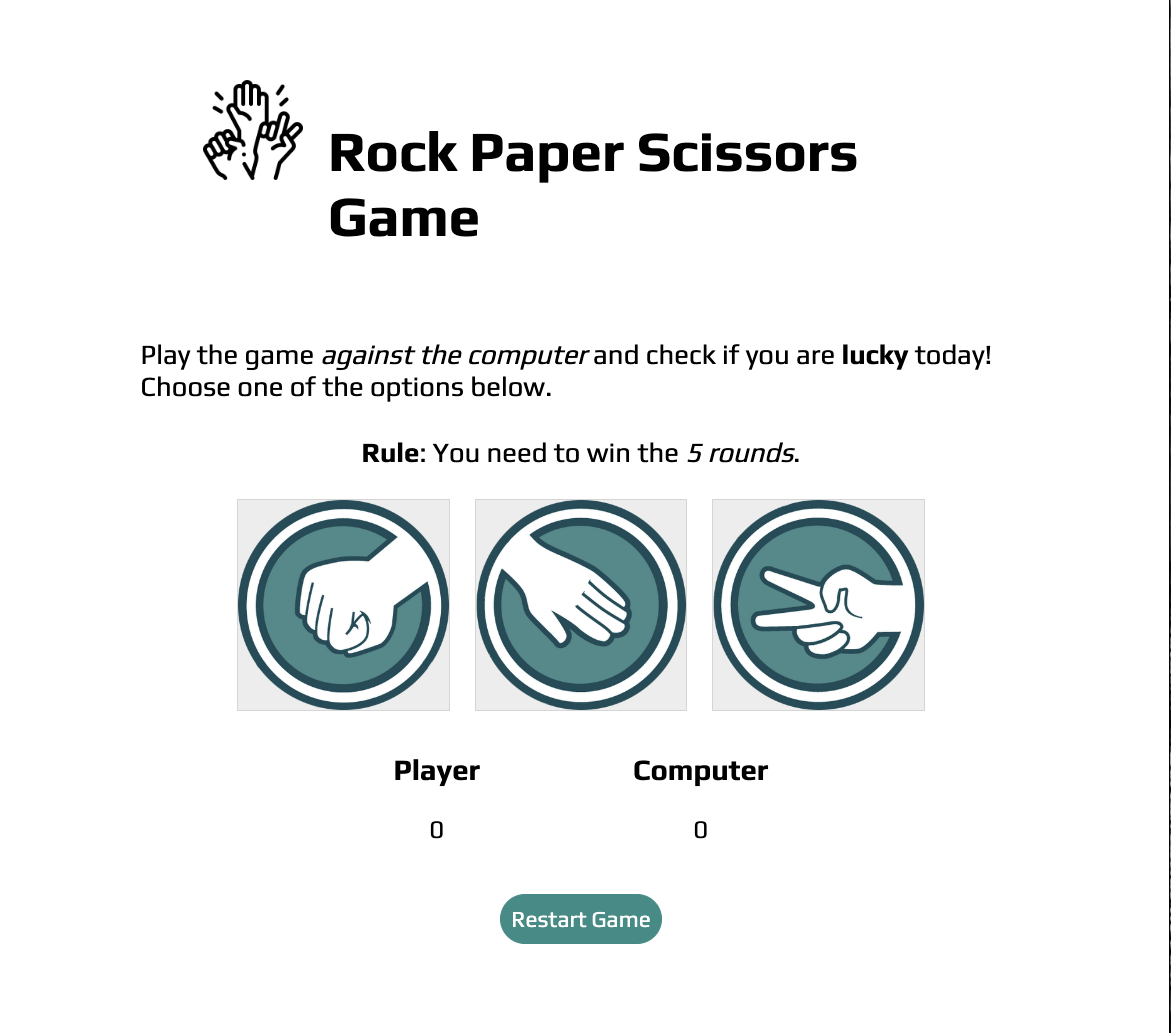 Rock Paper Scissors
Game
Play the game against the computer and check if you are lucky today!
Choose one of the options below.
Rule: You need to win the 5 rounds.
Player Computer
0 0
Restart Game